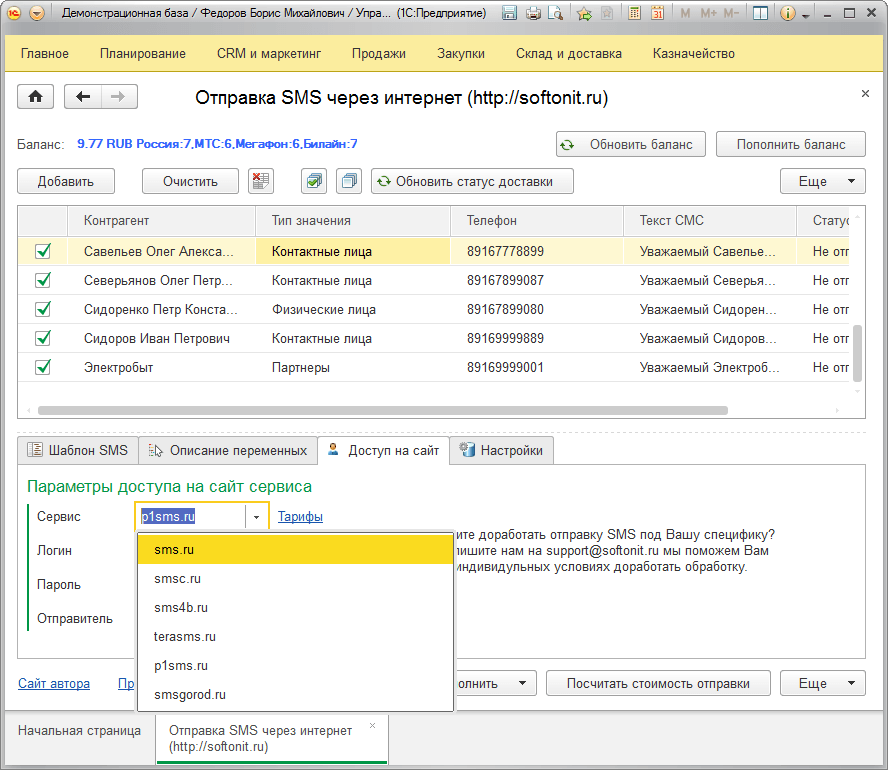 Демонстрационная база / Федоров Борис Михайлович / Упра... (1С:Предприятие)
31 M M+ M-
Главное Планирование CRM и маркетинг Продажи Закупки Склад и доставка Казначейство
Отправка SMS через интернет (http://softonit.ru)
Баланс: 9.77 RUB Россия:7,МТС:6,Мегафон:6,Билайн:7 Обновить баланс Пополнить баланс
Добавить Очистить Обновить статус доставки Еще
Контрагент Тип значения Телефон Текст СМС Статус
Савельев Олег Алекса... Контактные лица 89167778899 Уважаемый Савелье... Не отп
Северьянов Олег Петр... Контактные лица 89167899087 Уважаемый Северья... Не отп
Сидоренко Петр Конста... Физические лица 89167899080 Уважаемый Сидорен... Не отп
Сидоров Иван Петрович Контактные лица 89169999889 Уважаемый Сидоров... Не отп
Электробыт Партнеры 89169999001 Уважаемый Электроб... Не отп
Шаблон SMS Описание переменных Доступ на сайт Настройки
Параметры доступа на сайт сервиса
Сервис p1sms.ru Тарифы
ите доработать отправку SMS под Вашу специфику?
Логин sms.ru пишите нам на support@softonit.ru мы поможем Вам
индивидульных условиях доработать обработку.
smsc.ru
Пароль
sms4b.ru
Отправитель
terasms.ru
p1sms.ru
smsgorod.ru
Сайт автора Пр олнить Посчитать стоимость отправки Еще
Начальная страница Отправка SMS через интернет
(http://softonit.ru)